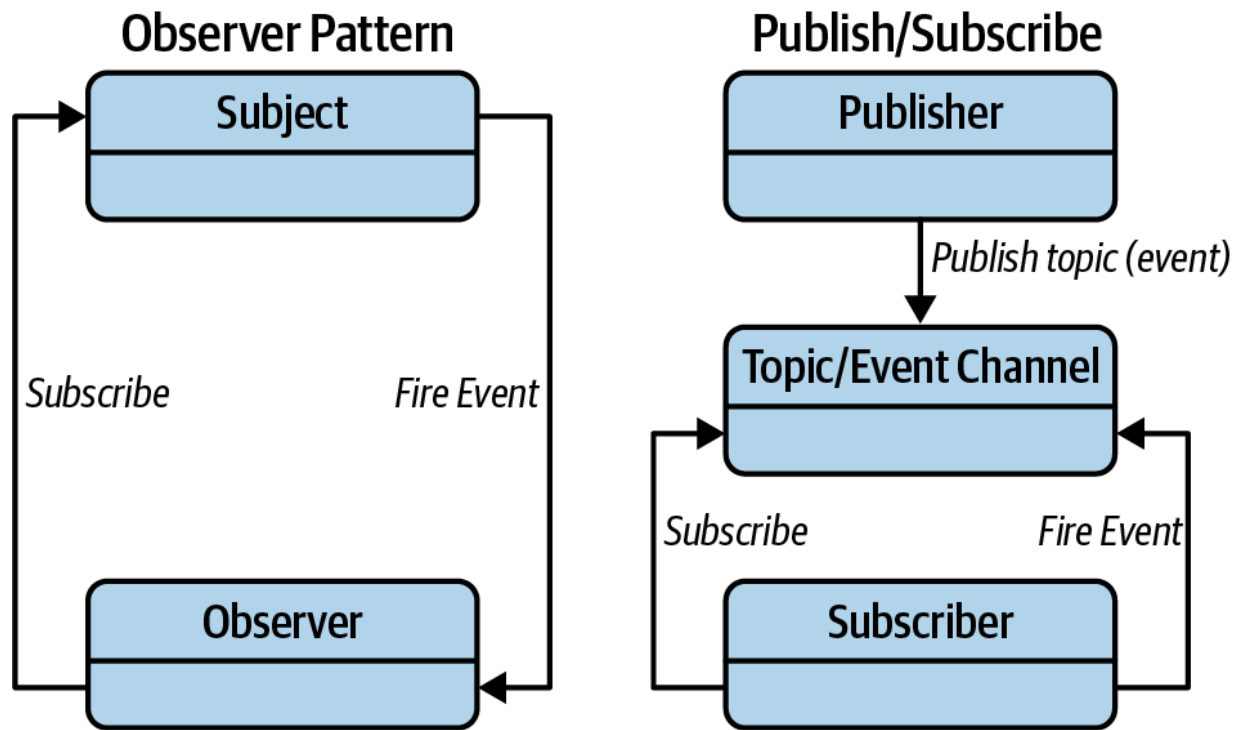 Observer Pattern
Subject
Subscribe
Fire Event
Observer
Publish/Subscribe
Publisher
Publish topic (event)
Topic/Event Channel
Subscribe
Fire Event
Subscriber